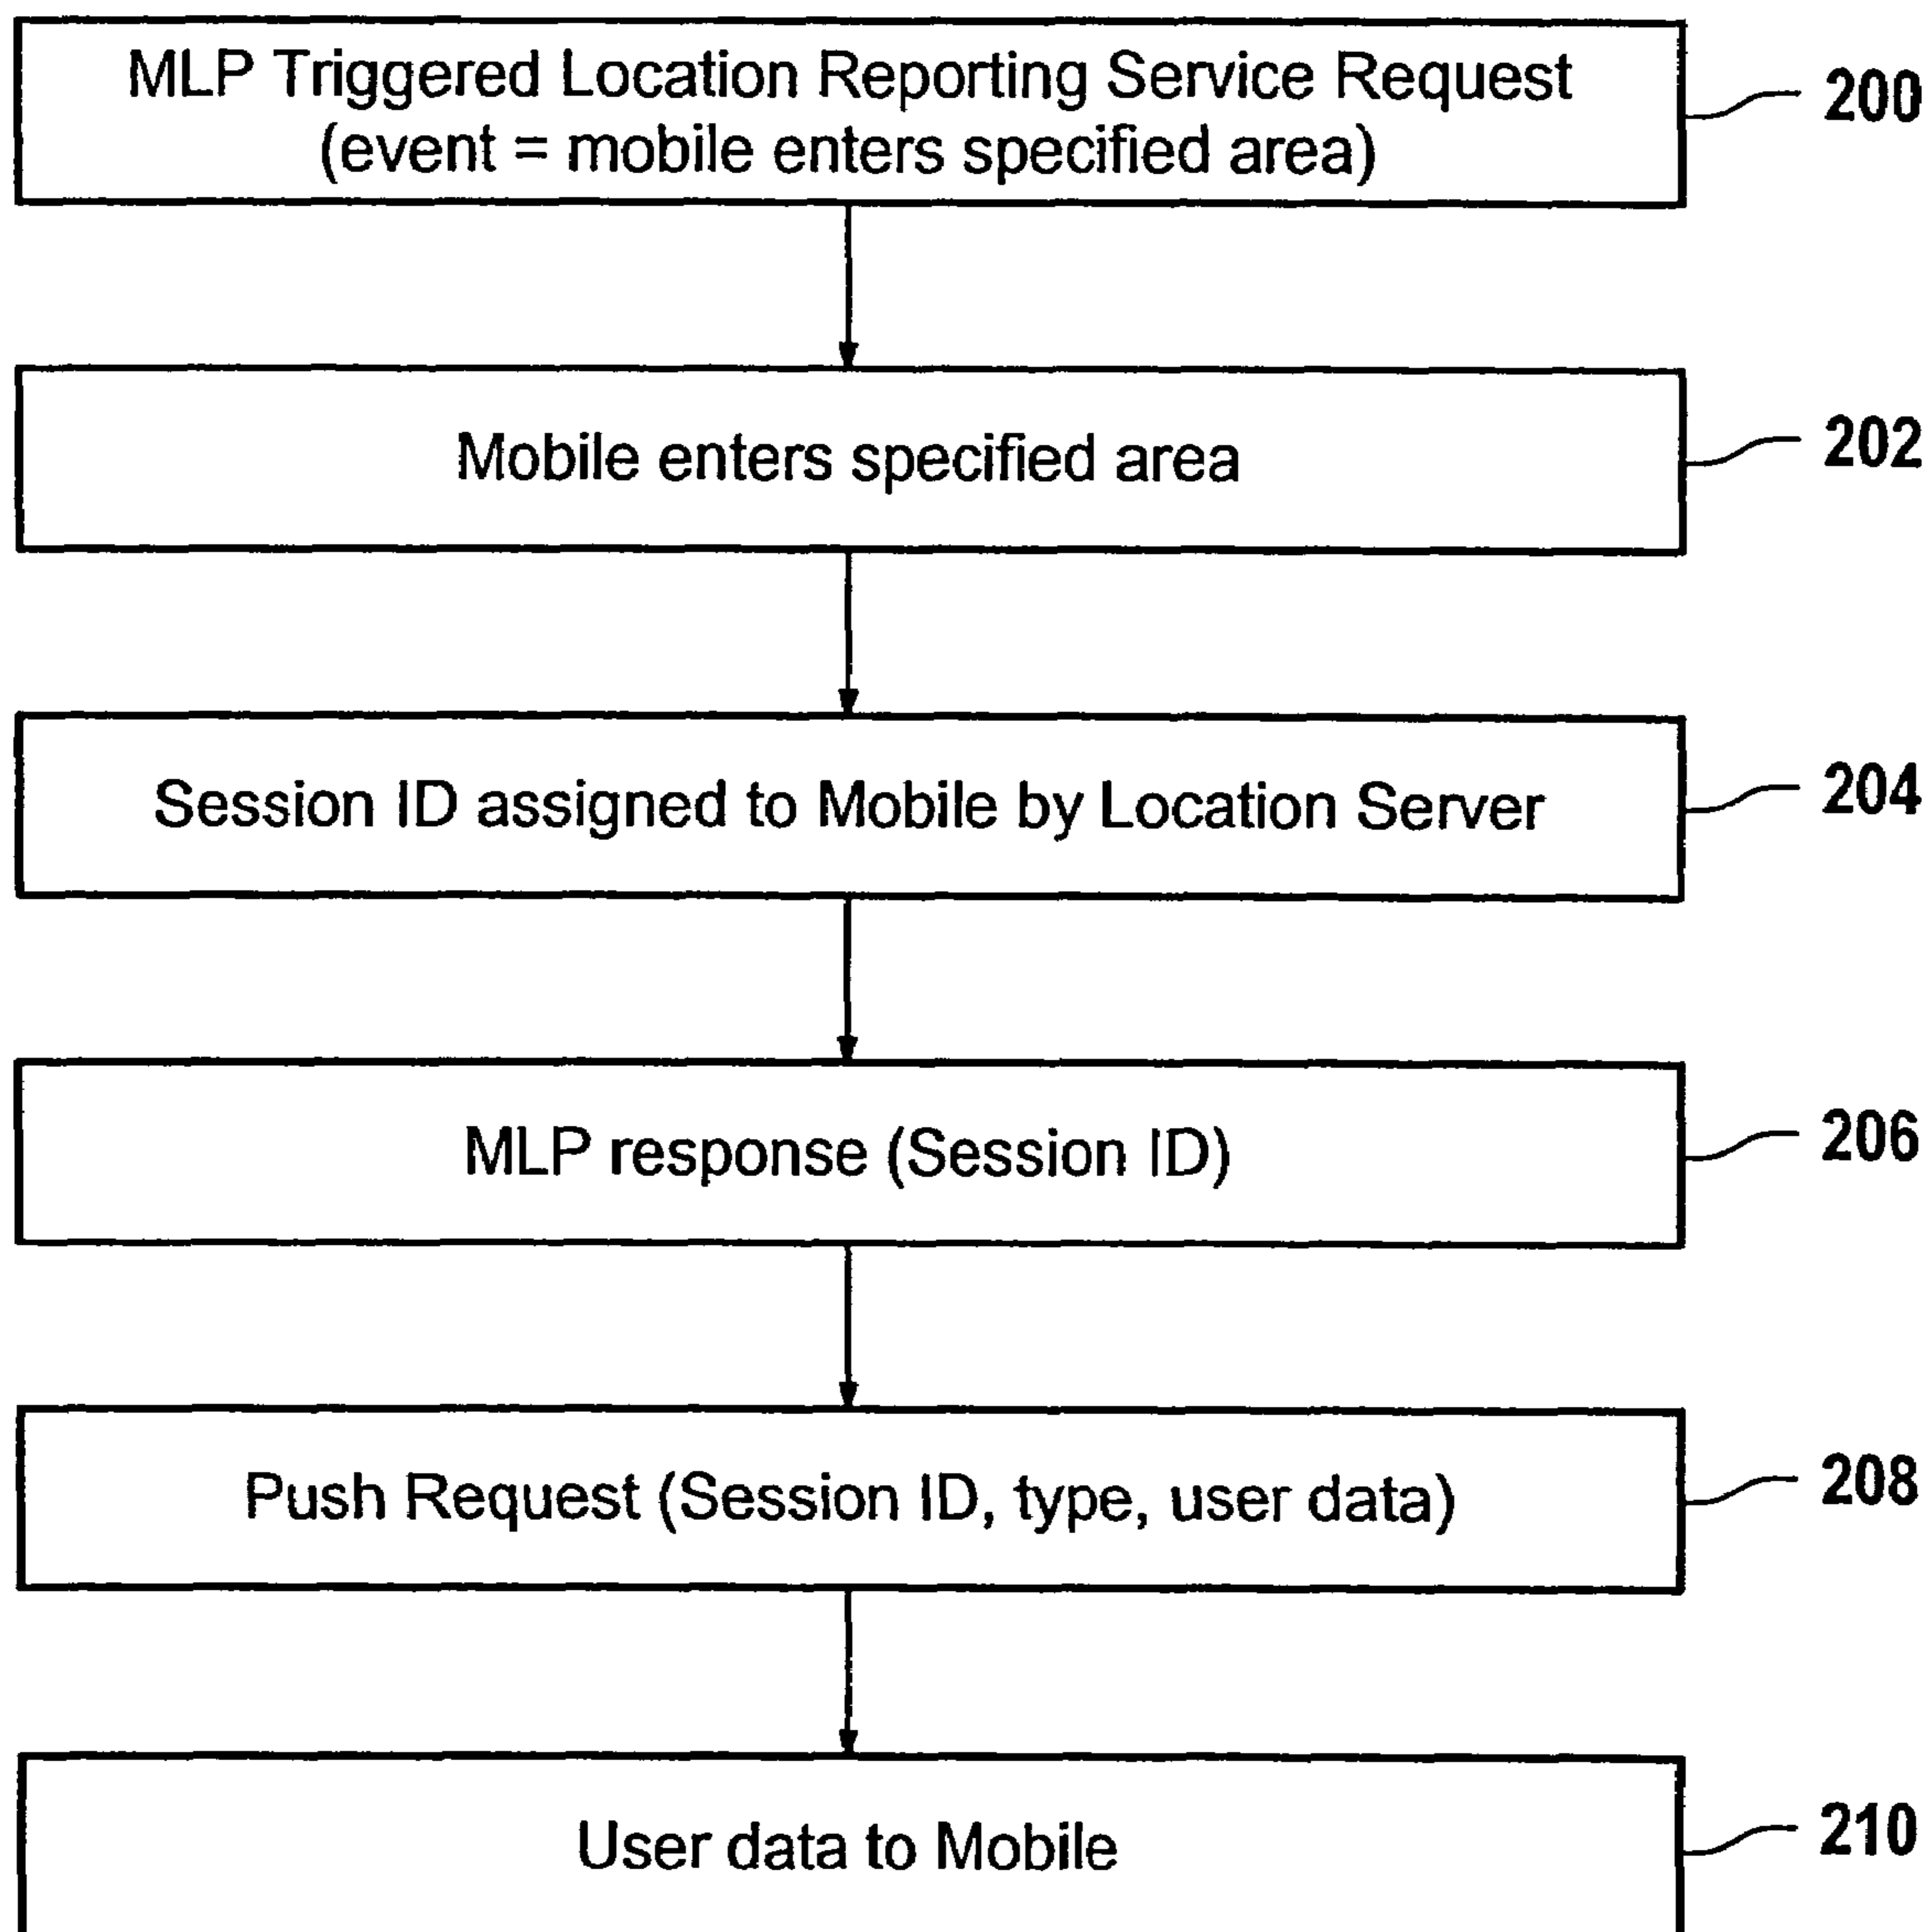 MLP Triggered Location Reporting Service Request
(event = mobile enters specified area)
200
Mobile enters specified area
202
Session ID assigned to Mobile by Location Server
204
MLP response (Session ID)
206
Push Request (Session ID, type, user data)
208
User data to Mobile
210